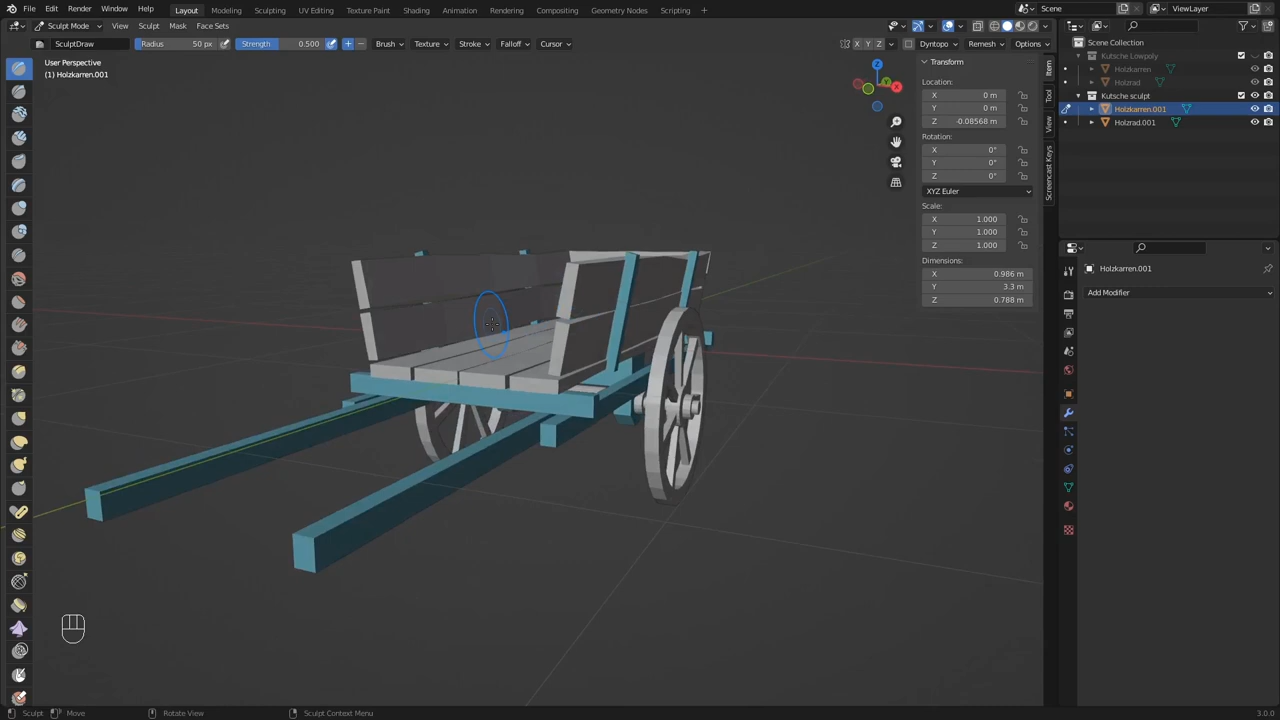 File Edit Render Window Help Layout Modeling Sculpting UV Editing Texture Paint Shading Animation Rendering Compositing Geometry Nodes Scripting + Scene ViewLayer
Sculpt Mode View Sculpt Mask Face Sets
SculptDraw Radius 50 px Strength 0.500 + − Brush Texture Stroke Falloff Cursor X Y Z Dyntopo Remesh Options
User Perspective
(1) Holzkarren.001
Z
Y
X
Transform
Location:
X 0 m
Y 0 m
Z -0.08568 m
Rotation:
X 0°
Y 0°
Z 0°
XYZ Euler
Scale:
X 1.000
Y 1.000
Z 1.000
Dimensions:
X 0.986 m
Y 3.3 m
Z 0.788 m
Item
Tool
View
Screencast Keys
Scene Collection
Kutsche Lowpoly
Holzkarren
Holzrad
Kutsche sculpt
Holzkarren.001
Holzrad.001
Holzkarren.001
Add Modifier
Sculpt Move Rotate View Sculpt Context Menu 3.0.0